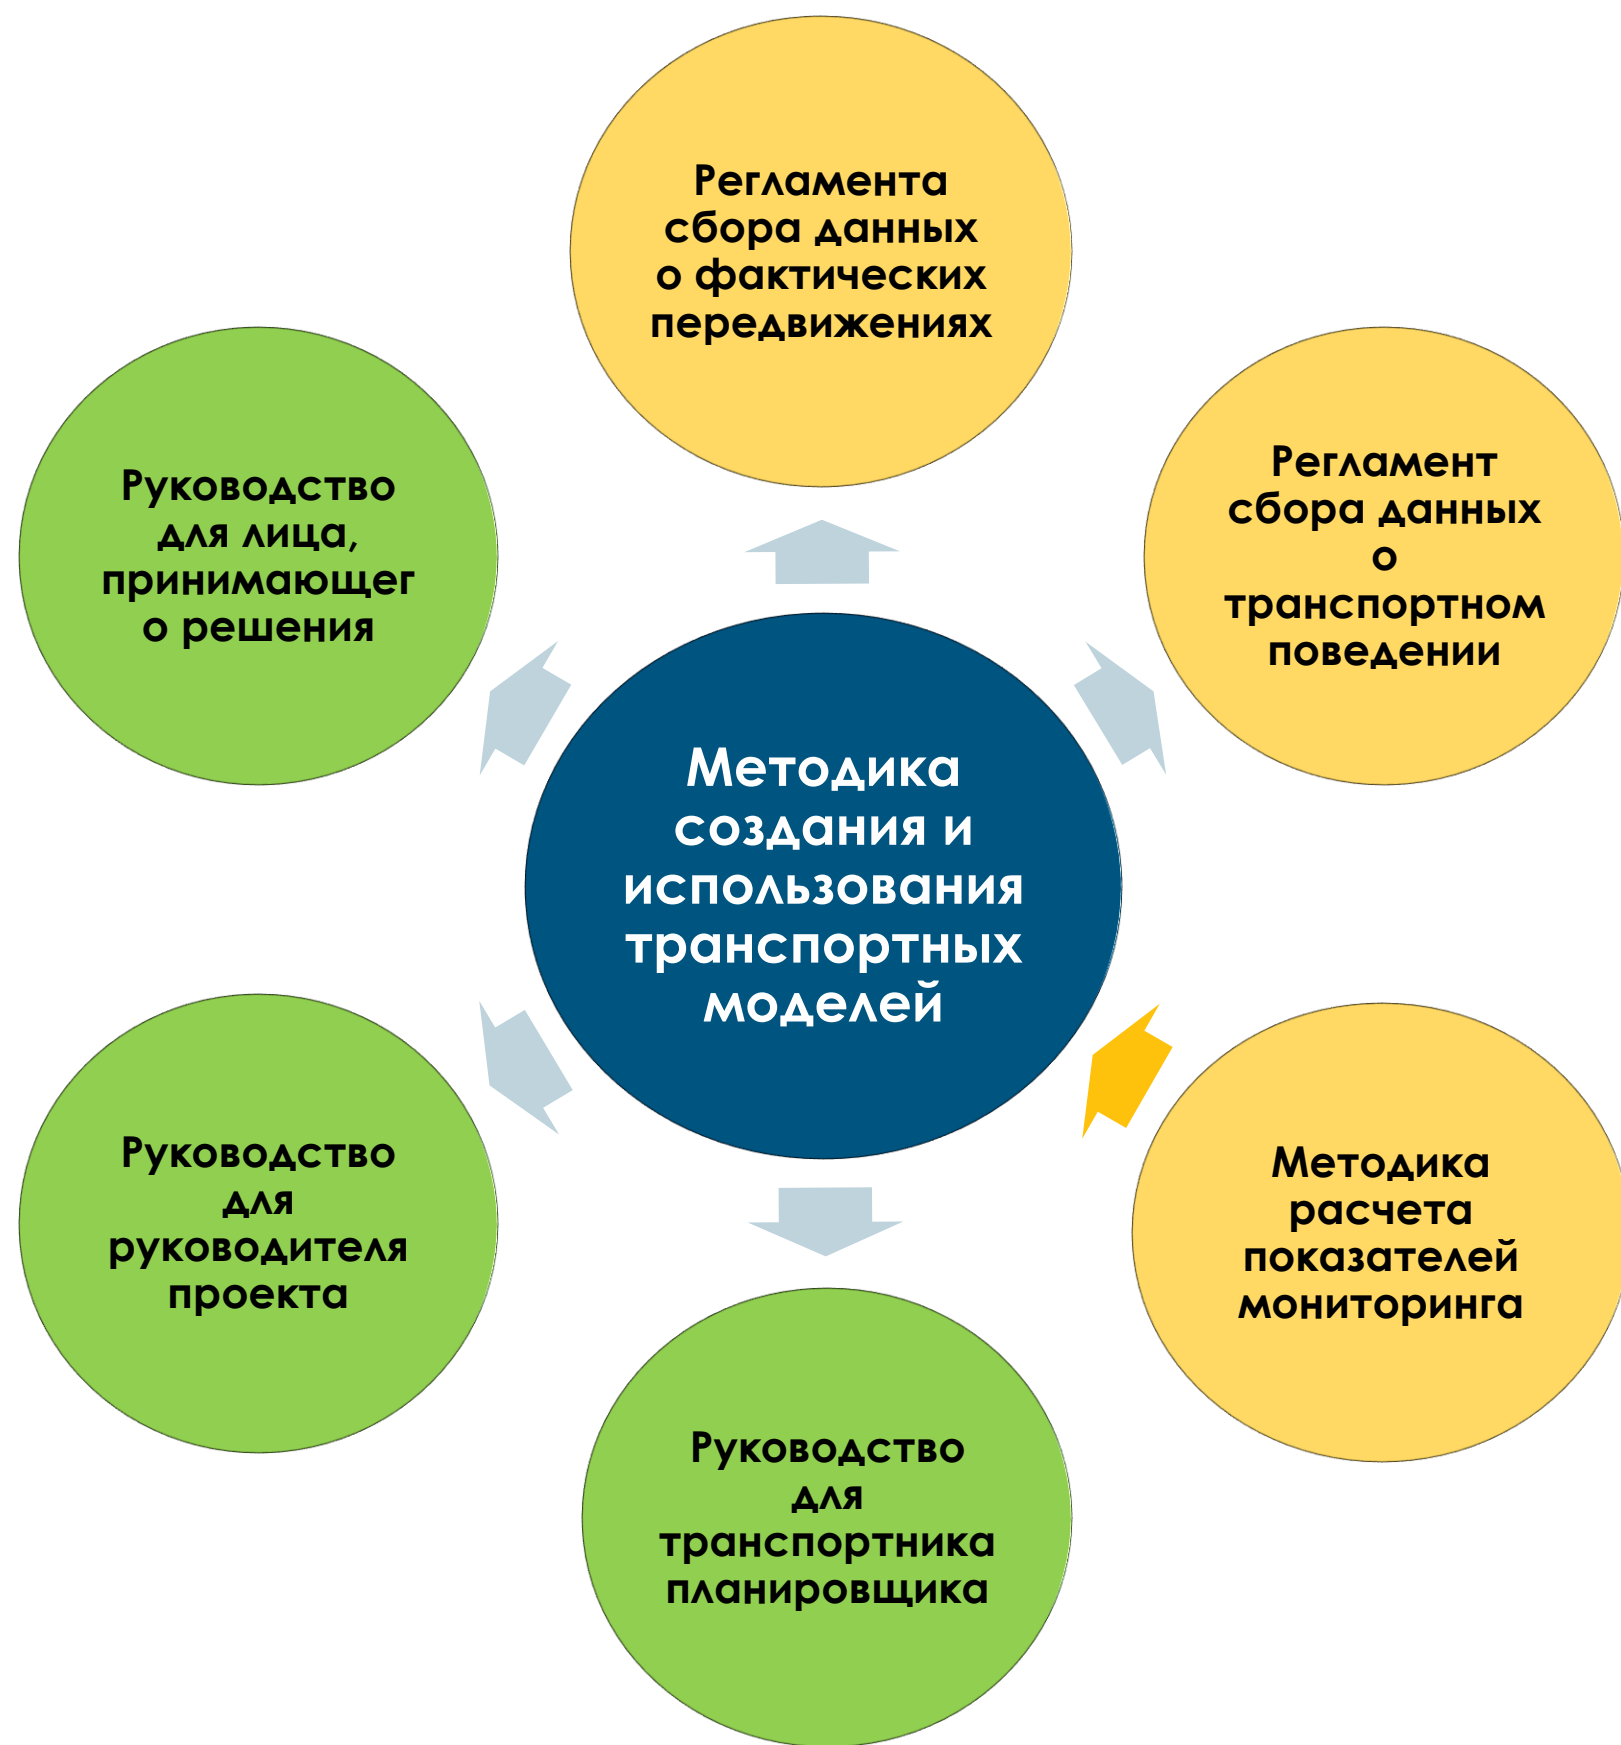 Регламента
сбора данных
о фактических
передвижениях
Руководство
для лица,
принимающег
о решения
Регламент
сбора данных
о
транспортном
поведении
Методика
создания и
использования
транспортных
моделей
Руководство
для
руководителя
проекта
Методика
расчета
показателей
мониторинга
Руководство
для
транспортника
планировщика